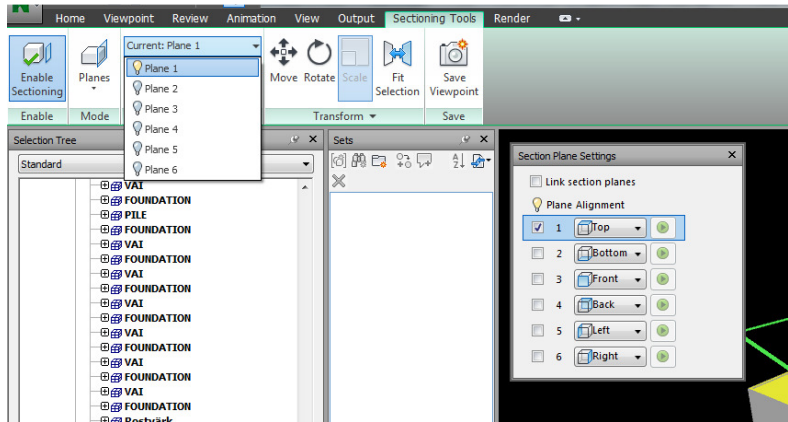 Home Viewpoint Review Animation View Output Sectioning Tools Render
Enable Sectioning
Planes
Current: Plane 1
Plane 1
Plane 2
Plane 3
Plane 4
Plane 5
Plane 6
Move Rotate Scale
Fit Selection
Save Viewpoint
Enable Mode Transform Save
Selection Tree
Standard
VAI
FOUNDATION
PILE
FOUNDATION
VAI
FOUNDATION
VAI
FOUNDATION
VAI
FOUNDATION
VAI
FOUNDATION
VAI
FOUNDATION
VAI
FOUNDATION
Rostvärk
Sets
Section Plane Settings
Link section planes
Plane Alignment
1 Top
2 Bottom
3 Front
4 Back
5 Left
6 Right